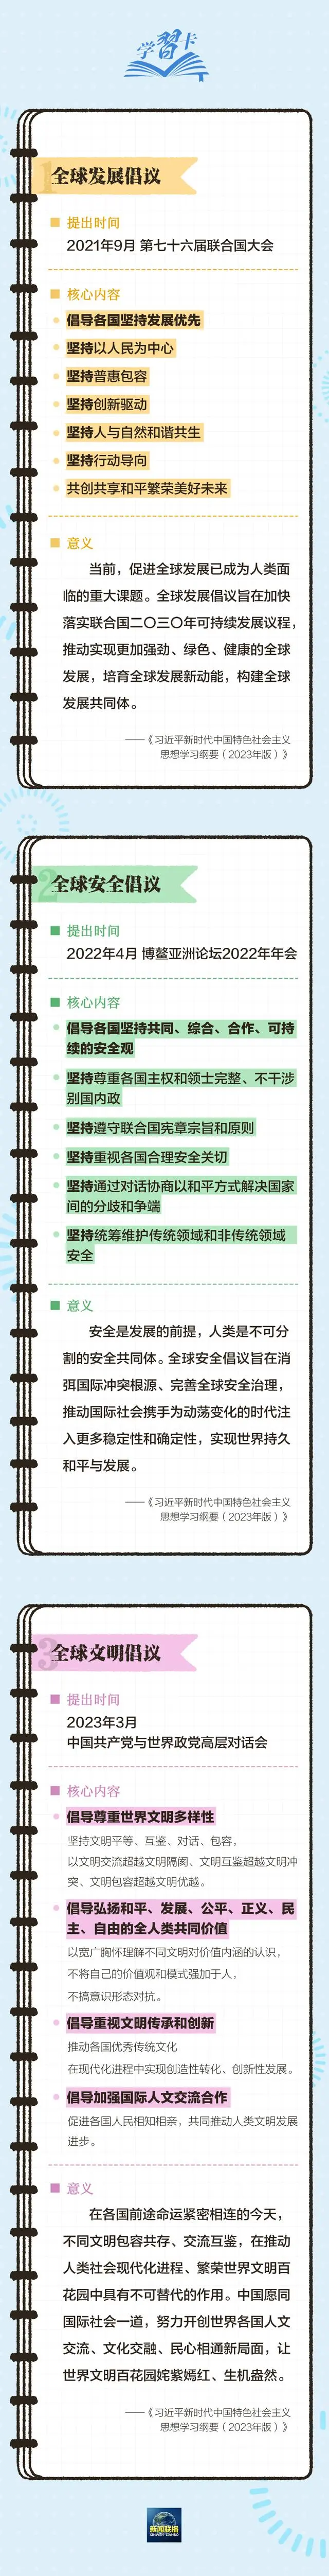 学習卡
1 全球发展倡议
提出时间
2021年9月 第七十六届联合国大会
核心内容
倡导各国坚持发展优先
坚持以人民为中心
坚持普惠包容
坚持创新驱动
坚持人与自然和谐共生
坚持行动导向
共创共享和平繁荣美好未来
意义
当前，促进全球发展已成为人类面
临的重大课题。全球发展倡议旨在加快
落实联合国二〇三〇年可持续发展议程，
推动实现更加强劲、绿色、健康的全球
发展，培育全球发展新动能，构建全球
发展共同体。
——《习近平新时代中国特色社会主义
思想学习纲要（2023年版）》
2 全球安全倡议
提出时间
2022年4月 博鳌亚洲论坛2022年年会
核心内容
倡导各国坚持共同、综合、合作、可持
续的安全观
坚持尊重各国主权和领土完整、不干涉
别国内政
坚持遵守联合国宪章宗旨和原则
坚持重视各国合理安全关切
坚持通过对话协商以和平方式解决国家
间的分歧和争端
坚持统筹维护传统领域和非传统领域
安全
意义
安全是发展的前提，人类是不可分
割的安全共同体。全球安全倡议旨在消
弭国际冲突根源、完善全球安全治理，
推动国际社会携手为动荡变化的时代注
入更多稳定性和确定性，实现世界持久
和平与发展。
——《习近平新时代中国特色社会主义
思想学习纲要（2023年版）》
3 全球文明倡议
提出时间
2023年3月
中国共产党与世界政党高层对话会
核心内容
倡导尊重世界文明多样性
坚持文明平等、互鉴、对话、包容，
以文明交流超越文明隔阂、文明互鉴超越文明冲
突、文明包容超越文明优越。
倡导弘扬和平、发展、公平、正义、民
主、自由的全人类共同价值
以宽广胸怀理解不同文明对价值内涵的认识，
不将自己的价值观和模式强加于人，
不搞意识形态对抗。
倡导重视文明传承和创新
推动各国优秀传统文化
在现代化进程中实现创造性转化、创新性发展。
倡导加强国际人文交流合作
促进各国人民相知相亲，共同推动人类文明发展
进步。
意义
在各国前途命运紧密相连的今天，
不同文明包容共存、交流互鉴，在推动
人类社会现代化进程、繁荣世界文明百
花园中具有不可替代的作用。中国愿同
国际社会一道，努力开创世界各国人文
交流、文化交融、民心相通新局面，让
世界文明百花园姹紫嫣红、生机盎然。
——《习近平新时代中国特色社会主义
思想学习纲要（2023年版）》
新闻联播